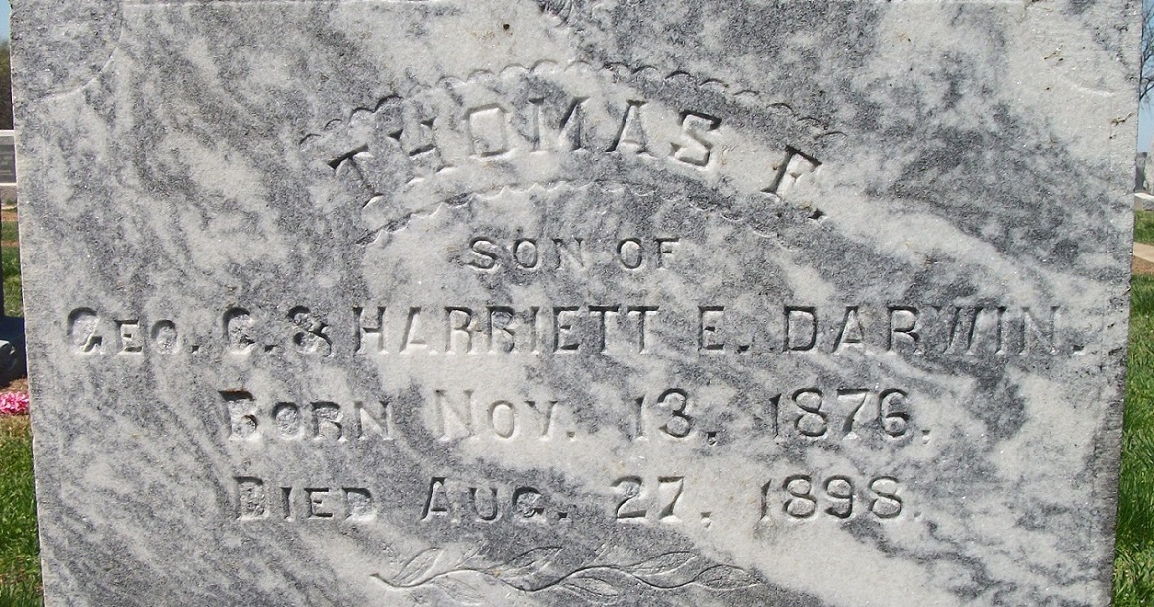 THOMAS F.
SON OF
GEO. C. & HARRIETT E. DARWIN.
BORN NOV. 13, 1876.
DIED AUG. 27, 1898.